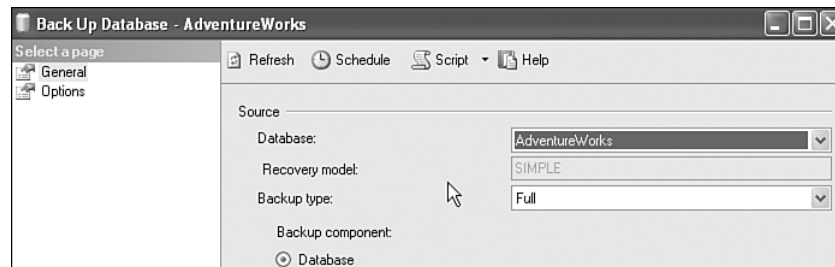 Back Up Database - AdventureWorks
Select a page
General
Options
Refresh Schedule Script Help
Source
Database: AdventureWorks
Recovery model: SIMPLE
Backup type: Full
Backup component:
Database